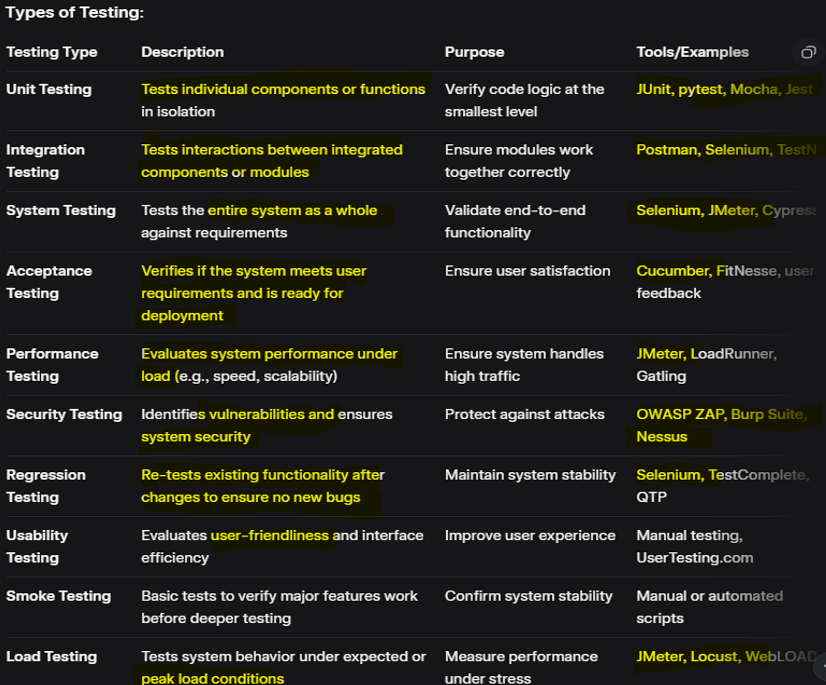 Types of Testing:
Testing Type Description Purpose Tools/Examples
Unit Testing Tests individual components or functions Verify code logic at the JUnit, pytest, Mocha, Jest
in isolation smallest level
Integration Tests interactions between integrated Ensure modules work Postman, Selenium, TestN
Testing components or modules together correctly
System Testing Tests the entire system as a whole Validate end-to-end Selenium, JMeter, Cypress
against requirements functionality
Acceptance Verifies if the system meets user Ensure user satisfaction Cucumber, FitNesse, user
Testing requirements and is ready for feedback
deployment
Performance Evaluates system performance under Ensure system handles JMeter, LoadRunner,
Testing load (e.g., speed, scalability) high traffic Gatling
Security Testing Identifies vulnerabilities and ensures Protect against attacks OWASP ZAP, Burp Suite,
system security Nessus
Regression Re-tests existing functionality after Maintain system stability Selenium, TestComplete,
Testing changes to ensure no new bugs QTP
Usability Evaluates user-friendliness and interface Improve user experience Manual testing,
Testing efficiency UserTesting.com
Smoke Testing Basic tests to verify major features work Confirm system stability Manual or automated
before deeper testing scripts
Load Testing Tests system behavior under expected or Measure performance JMeter, Locust, WebLOAD
peak load conditions under stress